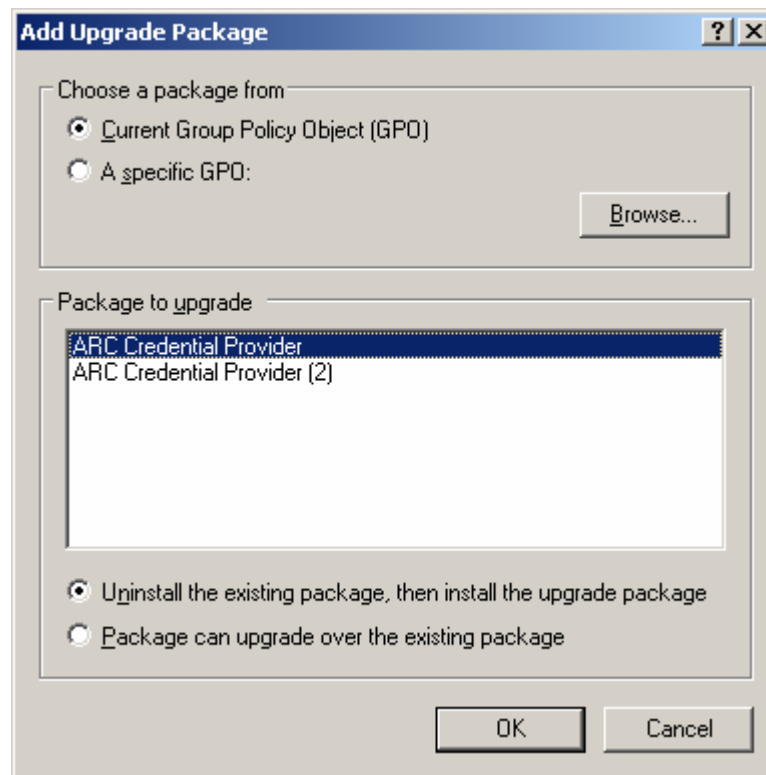 Add Upgrade Package
Choose a package from
Current Group Policy Object (GPO)
A specific GPO:
Browse...
Package to upgrade
ARC Credential Provider
ARC Credential Provider (2)
Uninstall the existing package, then install the upgrade package
Package can upgrade over the existing package
OK
Cancel